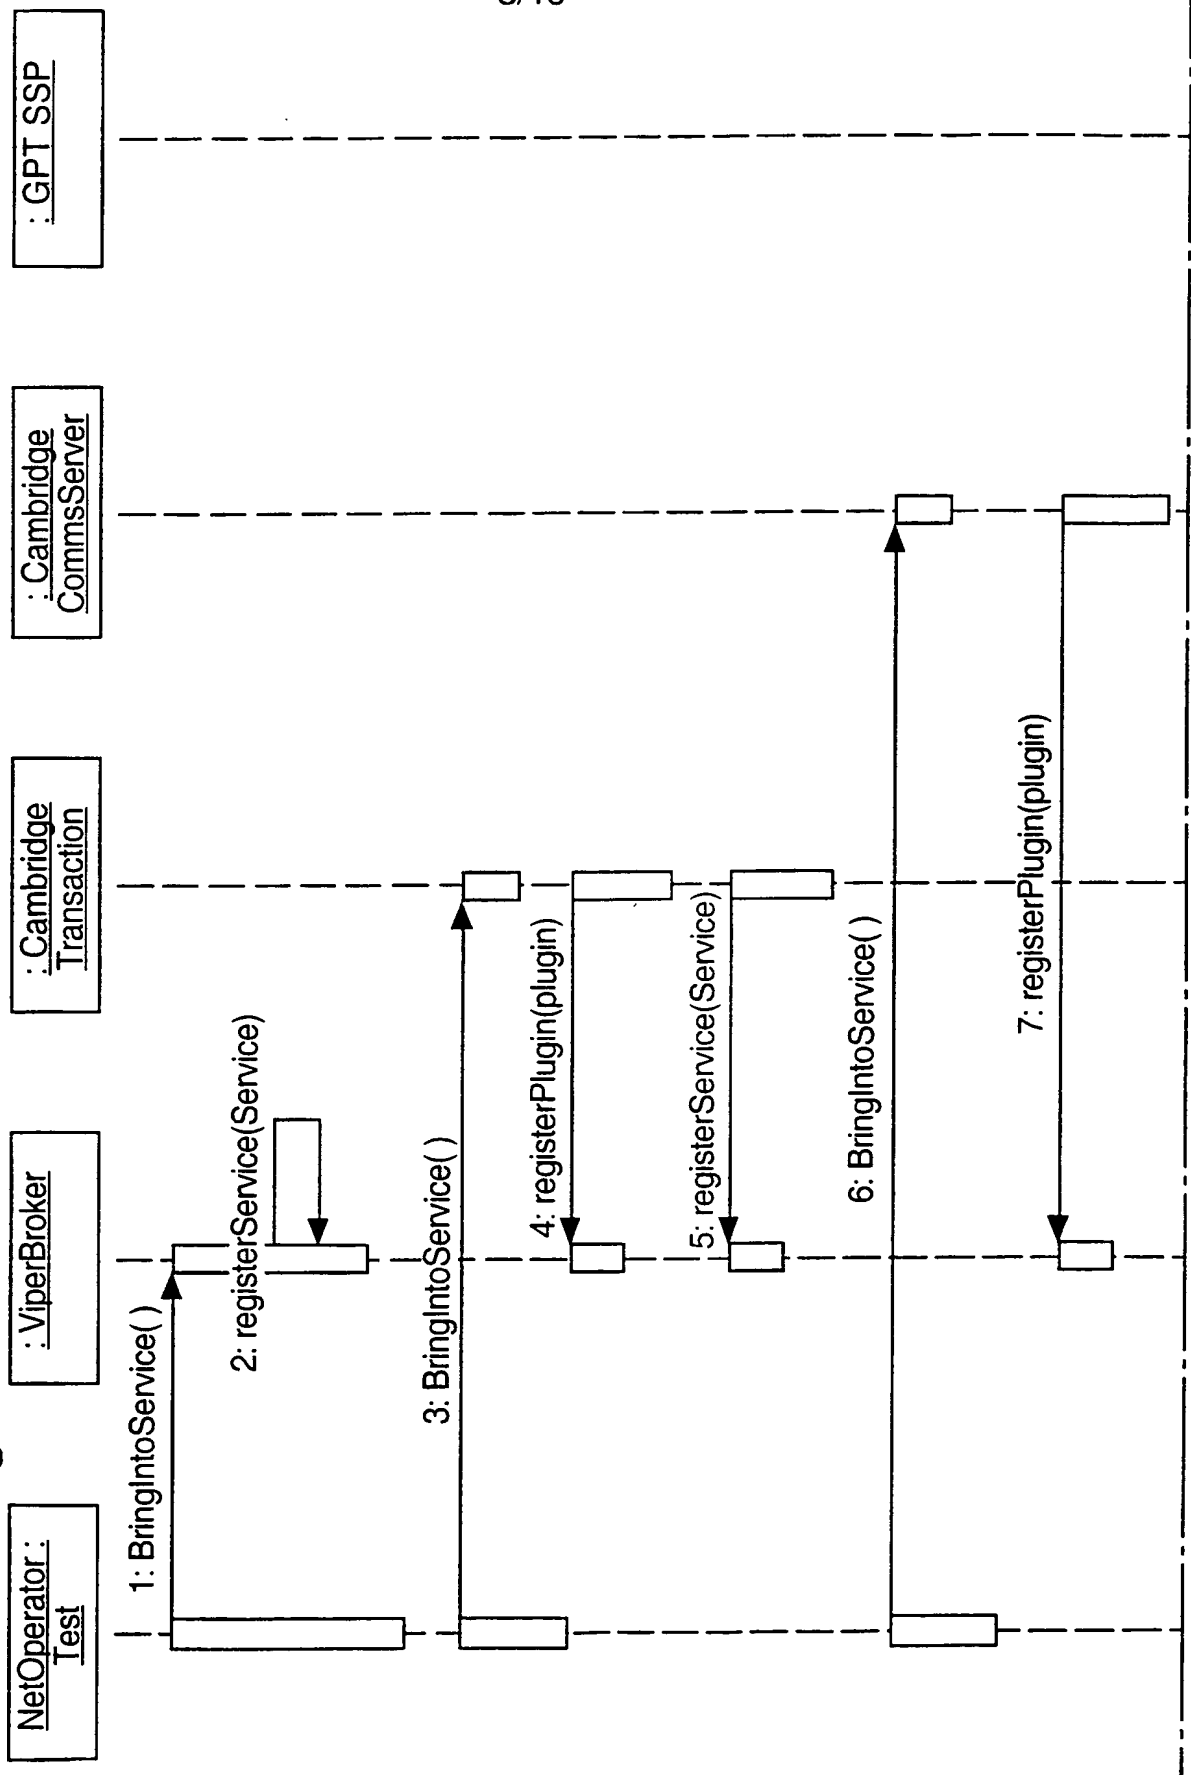 NetOperator :
Test
: ViperBroker
: Cambridge
Transaction
: Cambridge
CommsServer
: GPT SSP
1: BringIntoService( )
2: registerService(Service)
3: BringIntoService( )
4: registerPlugin(plugin)
5: registerService(Service)
6: BringIntoService( )
7: registerPlugin(plugin)